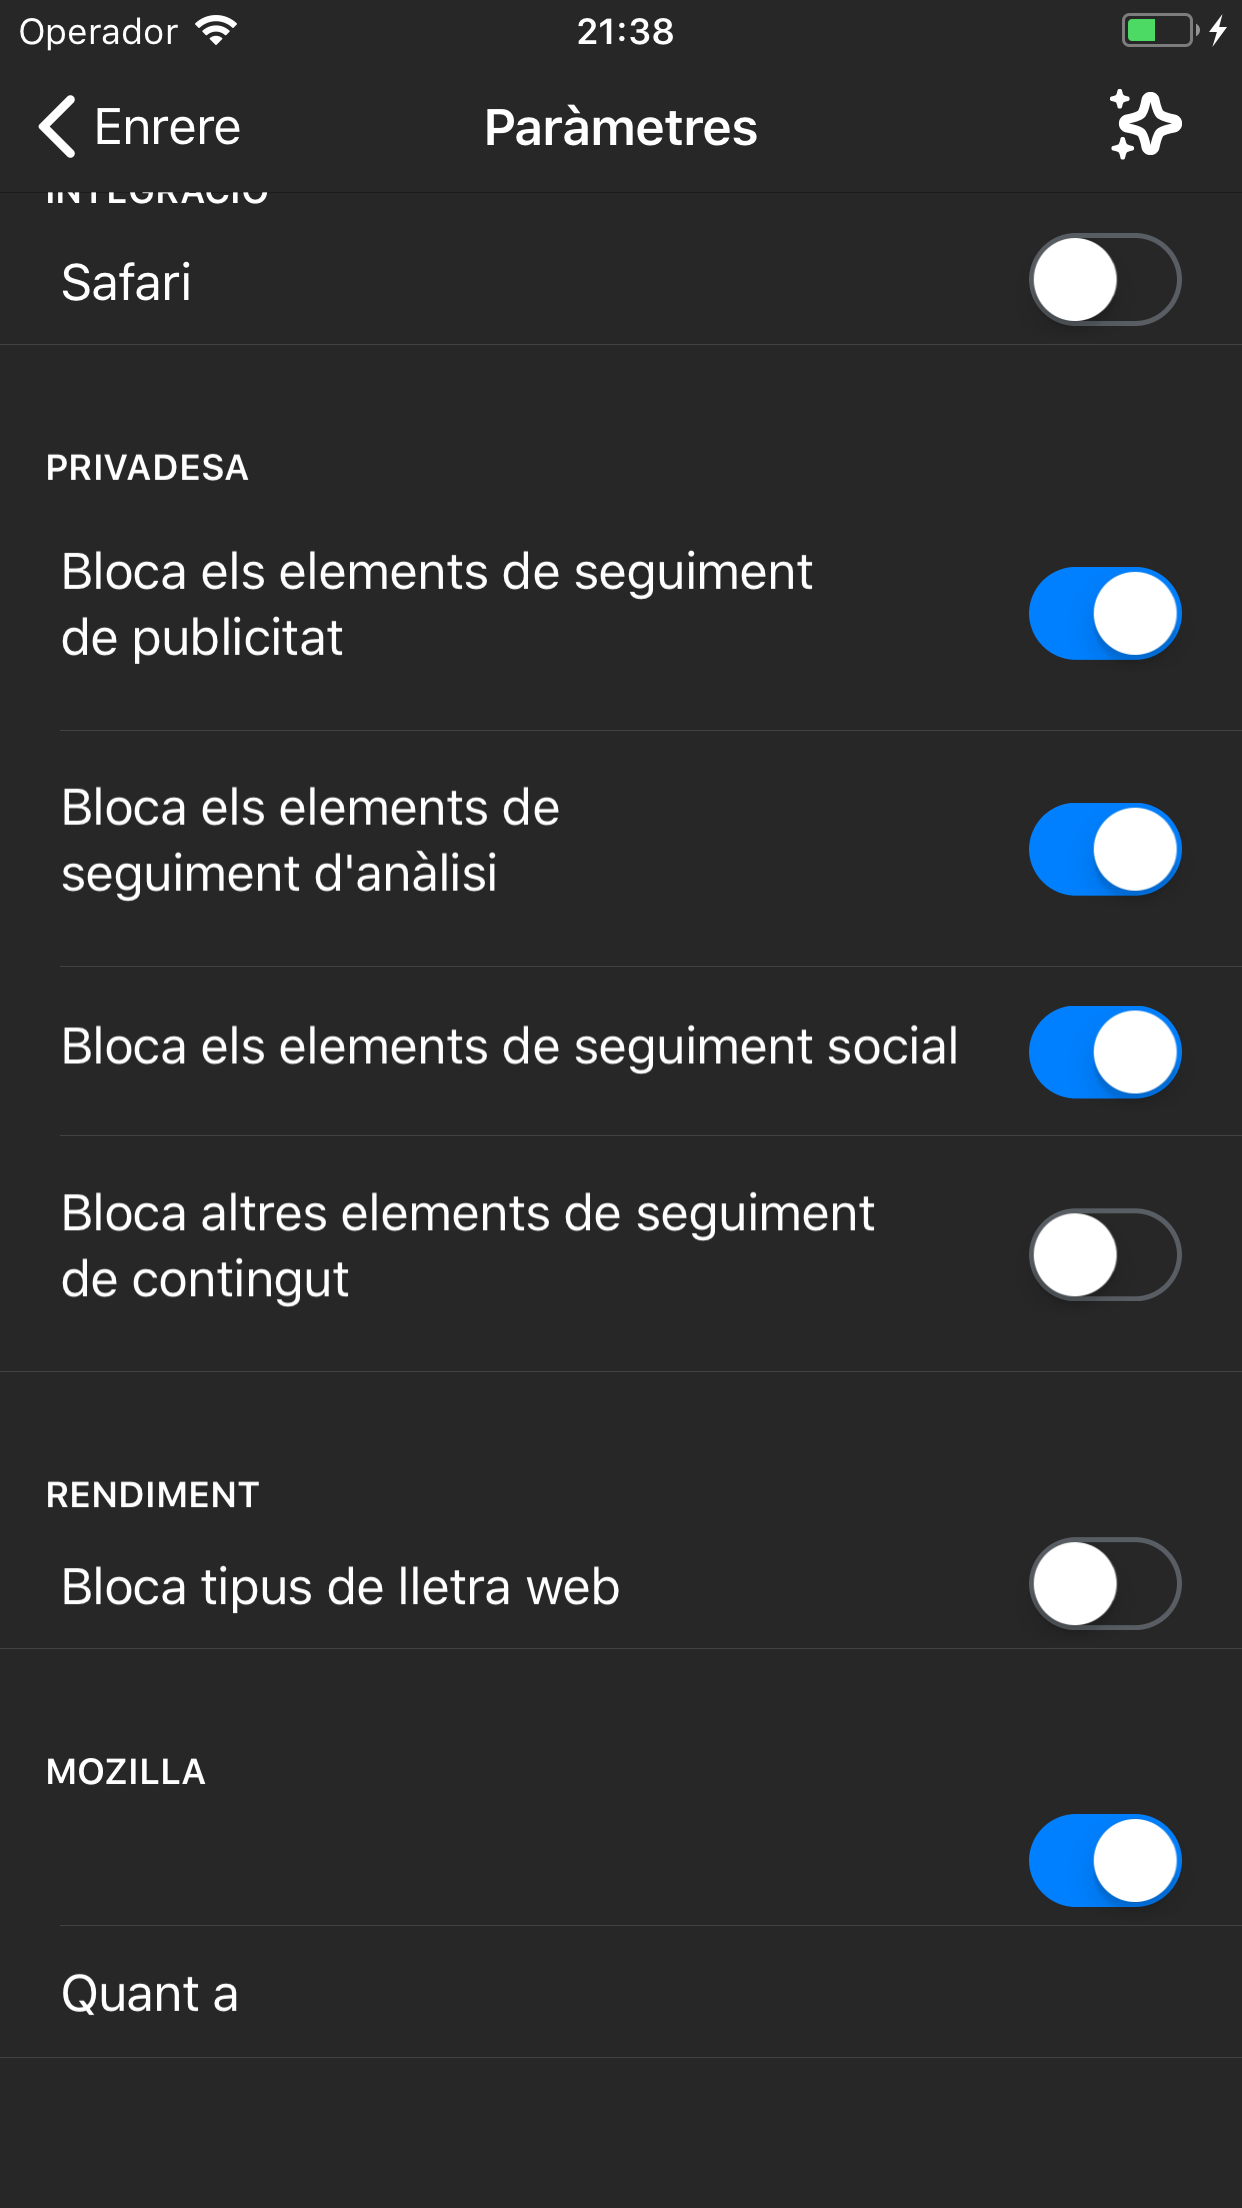 Operador
21:38
Enrere
Paràmetres
INTEGRACIÓ
Safari
PRIVADESA
Bloca els elements de seguiment
de publicitat
Bloca els elements de
seguiment d'anàlisi
Bloca els elements de seguiment social
Bloca altres elements de seguiment
de contingut
RENDIMENT
Bloca tipus de lletra web
MOZILLA
Quant a